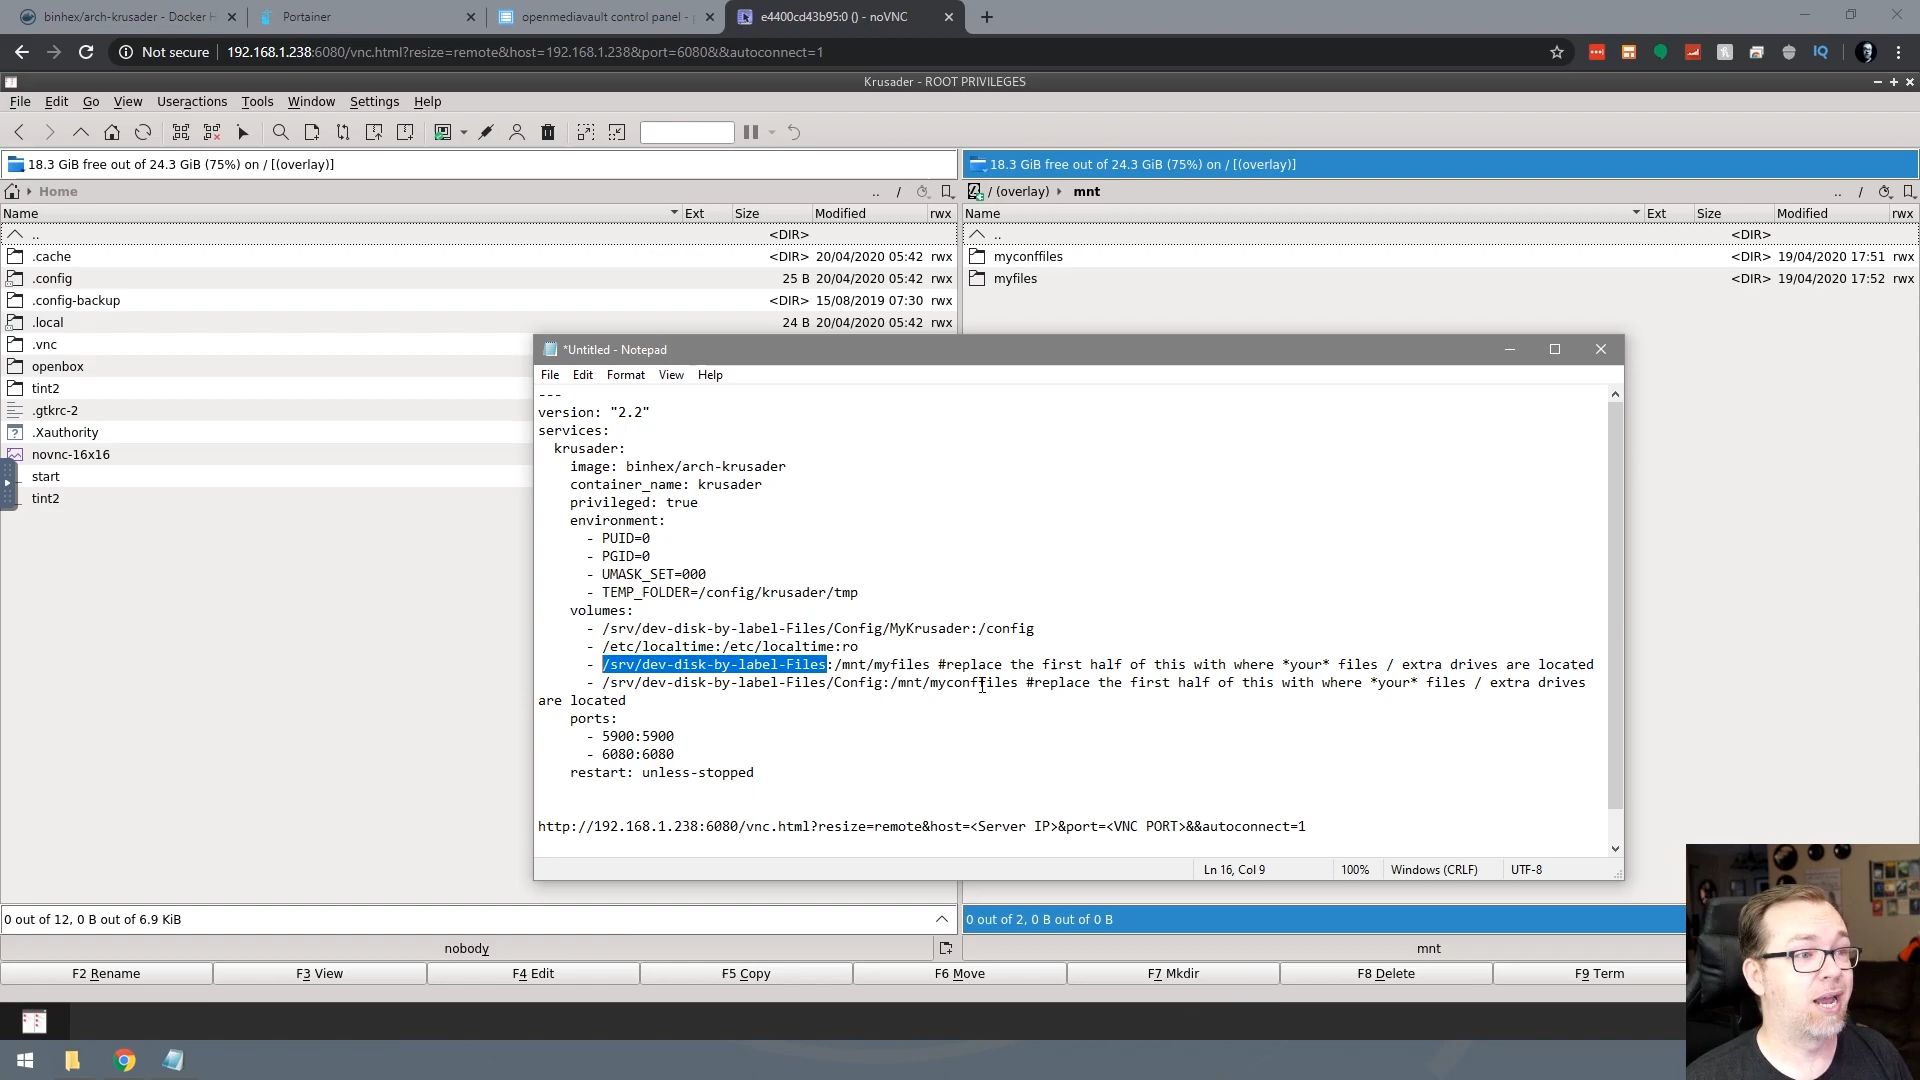 binhex/arch-krusader - Docker H
Portainer
openmediavault control panel - p
e4400cd43b95:0 () - noVNC
Not secure 192.168.1.238:6080/vnc.html?resize=remote&host=192.168.1.238&port=6080&&autoconnect=1
IQ
Krusader - ROOT PRIVILEGES
File Edit Go View Useractions Tools Window Settings Help
18.3 GiB free out of 24.3 GiB (75%) on / [(overlay)]
18.3 GiB free out of 24.3 GiB (75%) on / [(overlay)]
Home .. /
/ (overlay) mnt .. /
Name Ext Size Modified rwx
Name Ext Size Modified rwx
.. <DIR>
.. <DIR>
.cache <DIR> 20/04/2020 05:42 rwx
myconffiles <DIR> 19/04/2020 17:51 rwx
.config 25 B 20/04/2020 05:42 rwx
myfiles <DIR> 19/04/2020 17:52 rwx
.config-backup <DIR> 15/08/2019 07:30 rwx
.local 24 B 20/04/2020 05:42 rwx
.vnc
openbox
tint2
.gtkrc-2
.Xauthority
novnc-16x16
start
tint2
*Untitled - Notepad
File Edit Format View Help
---
version: "2.2"
services:
krusader:
image: binhex/arch-krusader
container_name: krusader
privileged: true
environment:
- PUID=0
- PGID=0
- UMASK_SET=000
- TEMP_FOLDER=/config/krusader/tmp
volumes:
- /srv/dev-disk-by-label-Files/Config/MyKrusader:/config
- /etc/localtime:/etc/localtime:ro
- /srv/dev-disk-by-label-Files:/mnt/myfiles #replace the first half of this with where *your* files / extra drives are located
- /srv/dev-disk-by-label-Files/Config:/mnt/myconffiles #replace the first half of this with where *your* files / extra drives
are located
ports:
- 5900:5900
- 6080:6080
restart: unless-stopped
http://192.168.1.238:6080/vnc.html?resize=remote&host=<Server IP>&port=<VNC PORT>&&autoconnect=1
Ln 16, Col 9 100% Windows (CRLF) UTF-8
0 out of 12, 0 B out of 6.9 KiB
0 out of 2, 0 B out of 0 B
nobody
mnt
F2 Rename F3 View F4 Edit F5 Copy F6 Move F7 Mkdir F8 Delete F9 Term